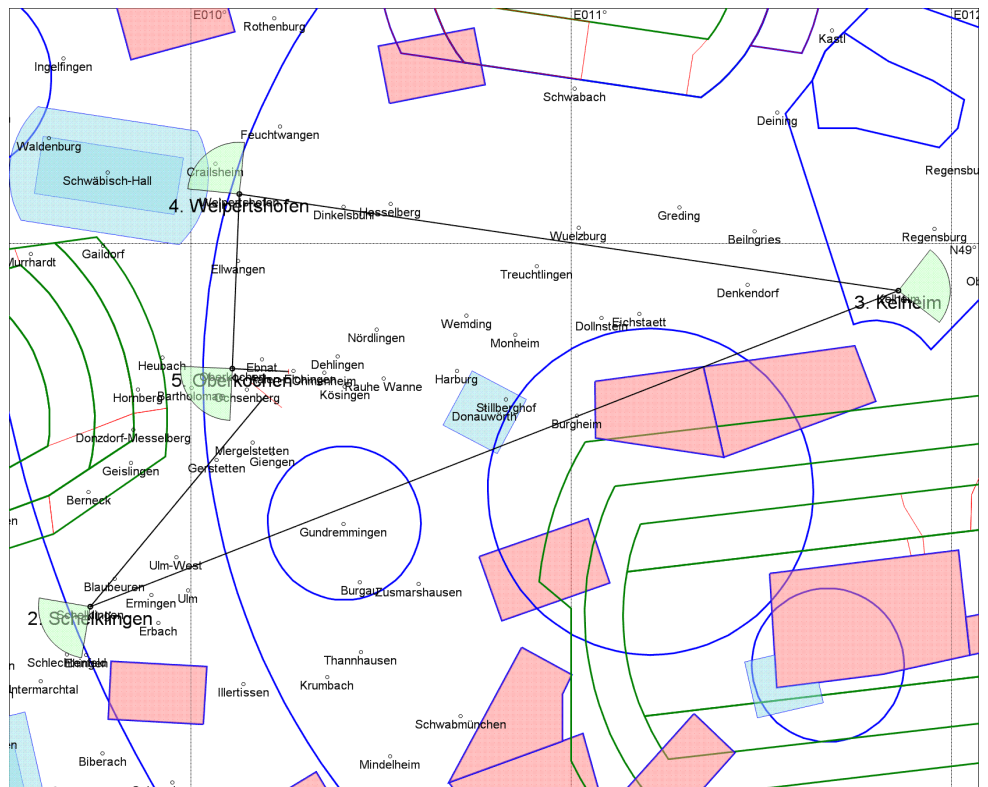 E010°
E011°
E012
Rothenburg
Kastl
Ingelfingen
Schwabach
Deining
Feuchtwangen
Waldenburg
Crailsheim
Schwäbisch-Hall
Regensbu
4. Weipertshofen
Dinkelsbühl
Hesselberg
Greding
Wuelzburg
Beilngries
Regensburg
N49°
Gaildorf
Murrhardt
Ellwangen
Treuchtlingen
Denkendorf
3. Kelheim
Wemding
Dollnstein
Eichstaett
Nördlingen
Monheim
Heubach
Ebnat
Dehlingen
5. Oberkochen
Elchingen
Rauhe Wanne
Harburg
Hornberg
Ochsenberg
Kösingen
Stillberghof
Donauwörth
Burgheim
Donzdorf-Messelberg
Mergelstetten
Giengen
Geislingen
Gerstetten
Berneck
Gundremmingen
Ulm-West
Blaubeuren
Burgau
Zusmarshausen
Ermingen
Ulm
2. Schelklingen
Erbach
Thannhausen
Krumbach
Illertissen
Schwabmünchen
Biberach
Mindelheim